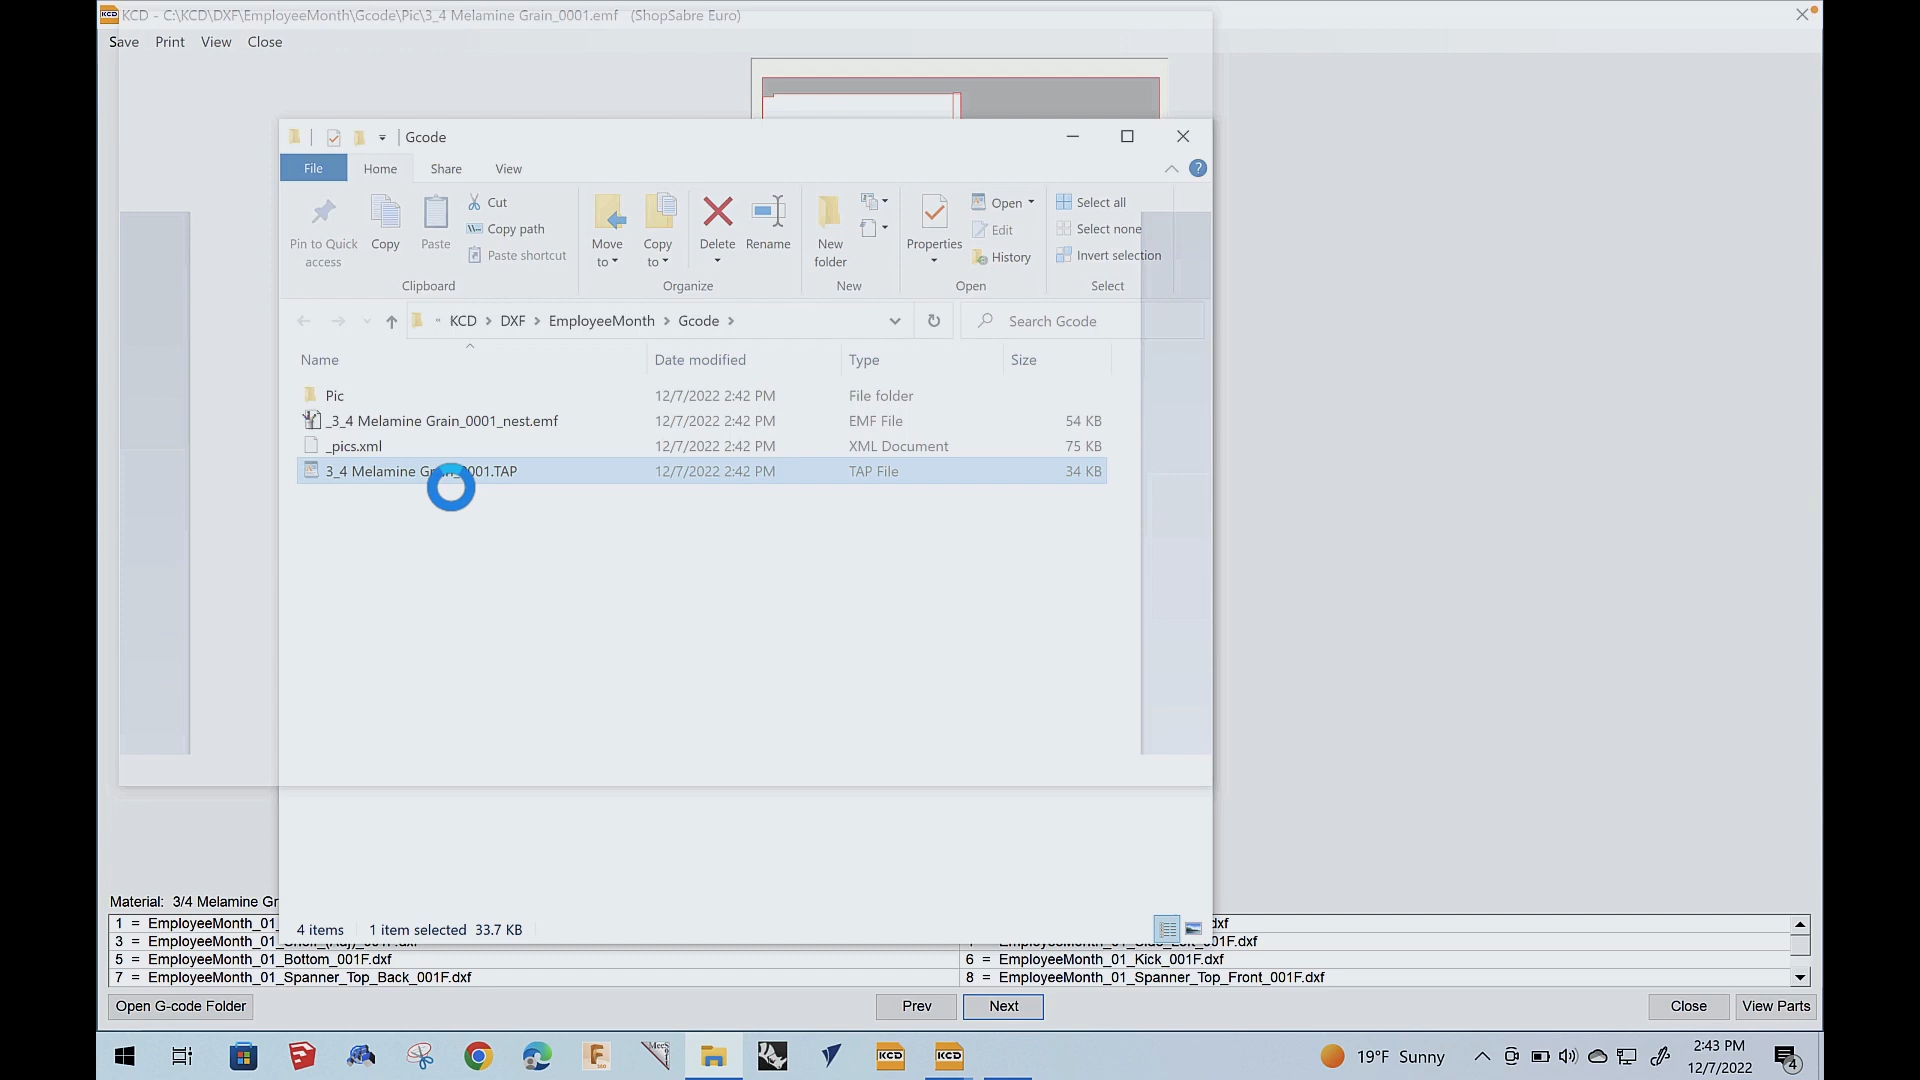 KCD - C:\KCD\DXF\EmployeeMonth\Gcode\Pic\3_4 Melamine Grain_0001.emf (ShopSabre Euro)
Save Print View Close
Gcode
File Home Share View
Pin to Quick access
Copy
Paste
Cut
Copy path
Paste shortcut
Clipboard
Move to
Copy to
Delete
Rename
Organize
New folder
New
Properties
Open
Edit
History
Open
Select all
Select none
Invert selection
Select
KCD DXF EmployeeMonth Gcode
Search Gcode
Name Date modified Type Size
Pic 12/7/2022 2:42 PM File folder
_3_4 Melamine Grain_0001_nest.emf 12/7/2022 2:42 PM EMF File 54 KB
_pics.xml 12/7/2022 2:42 PM XML Document 75 KB
3_4 Melamine 0001.TAP 12/7/2022 2:42 PM TAP File 34 KB
4 items 1 item selected 33.7 KB
Material: 3/4 Melamine Gr
1 = EmployeeMonth_01_ dxf
3 = EmployeeMonth_01_
5 = EmployeeMonth_01_Bottom_001F.dxf 6 = EmployeeMonth_01_Kick_001F.dxf
7 = EmployeeMonth_01_Spanner_Top_Back_001F.dxf 8 = EmployeeMonth_01_Spanner_Top_Front_001F.dxf
Open G-code Folder Prev Next Close View Parts
KCD KCD 19°F Sunny 2:43 PM
12/7/2022 4